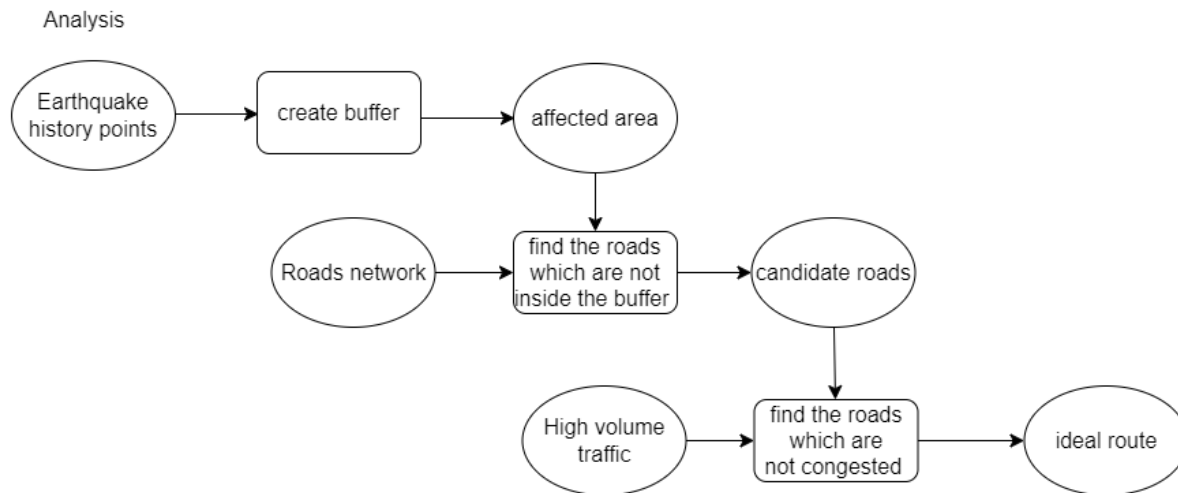 Analysis
Earthquake
history points
create buffer
affected area
Roads network
find the roads
which are not
inside the buffer
candidate roads
High volume
traffic
find the roads
which are
not congested
ideal route